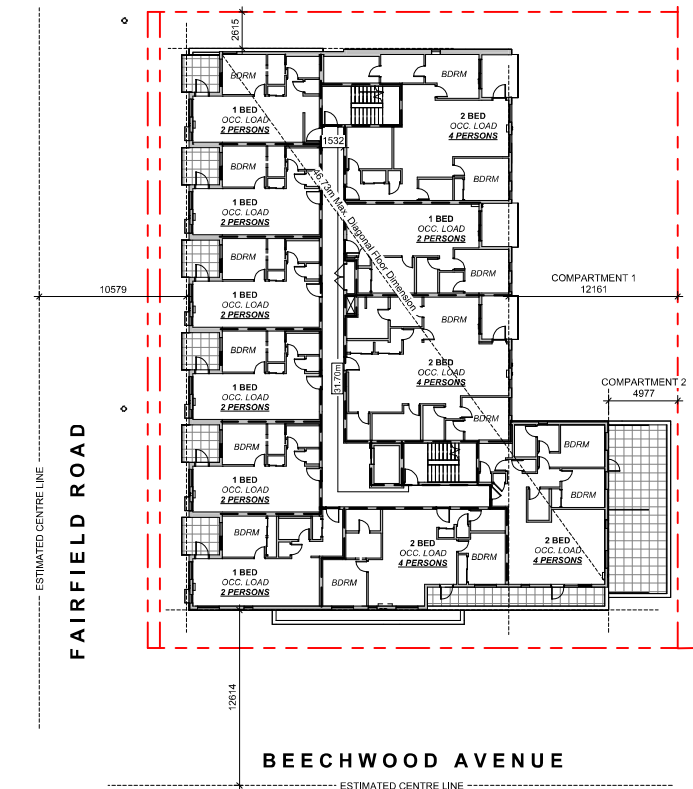 2615
BDRM
1 BED
OCC. LOAD
2 PERSONS
BDRM
2 BED
OCC. LOAD
4 PERSONS
1532
BDRM
BDRM
1 BED
OCC. LOAD
2 PERSONS
46.73m Max. Diagonal Floor Dimension
1 BED
OCC. LOAD
2 PERSONS
BDRM
BDRM
1 BED
OCC. LOAD
2 PERSONS
10579
COMPARTMENT 1
12161
BDRM
BDRM
1 BED
OCC. LOAD
2 PERSONS
31.70m
2 BED
OCC. LOAD
4 PERSONS
COMPARTMENT 2
4977
BDRM
BDRM
1 BED
OCC. LOAD
2 PERSONS
BDRM
BDRM
BDRM
1 BED
OCC. LOAD
2 PERSONS
BDRM
2 BED
OCC. LOAD
4 PERSONS
BDRM
2 BED
OCC. LOAD
4 PERSONS
ESTIMATED CENTRE LINE
FAIRFIELD ROAD
12614
BEECHWOOD AVENUE
ESTIMATED CENTRE LINE